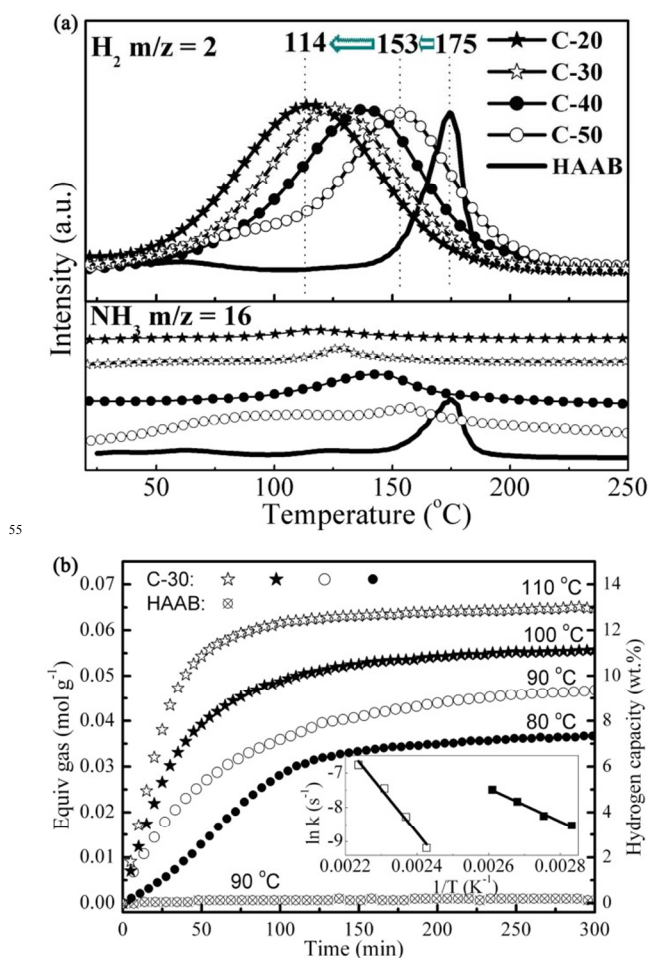 (a)
H₂ m/z = 2
114 153 175
C-20
C-30
C-40
C-50
HAAB
NH₃ m/z = 16
Intensity (a.u.)
50 100 150 200 250
Temperature (°C)
55
(b)
C-30:
HAAB:
110 °C
100 °C
90 °C
80 °C
90 °C
0.07
0.06
0.05
0.04
0.03
0.02
0.01
0.00
Equiv gas (mol g⁻¹)
14
12
10
8
6
4
2
0
Hydrogen capacity (wt.%)
-7
-8
-9
ln k (s⁻¹)
0.0022 0.0024 0.0026 0.0028
1/T (K⁻¹)
0 50 100 150 200 250 300
Time (min)